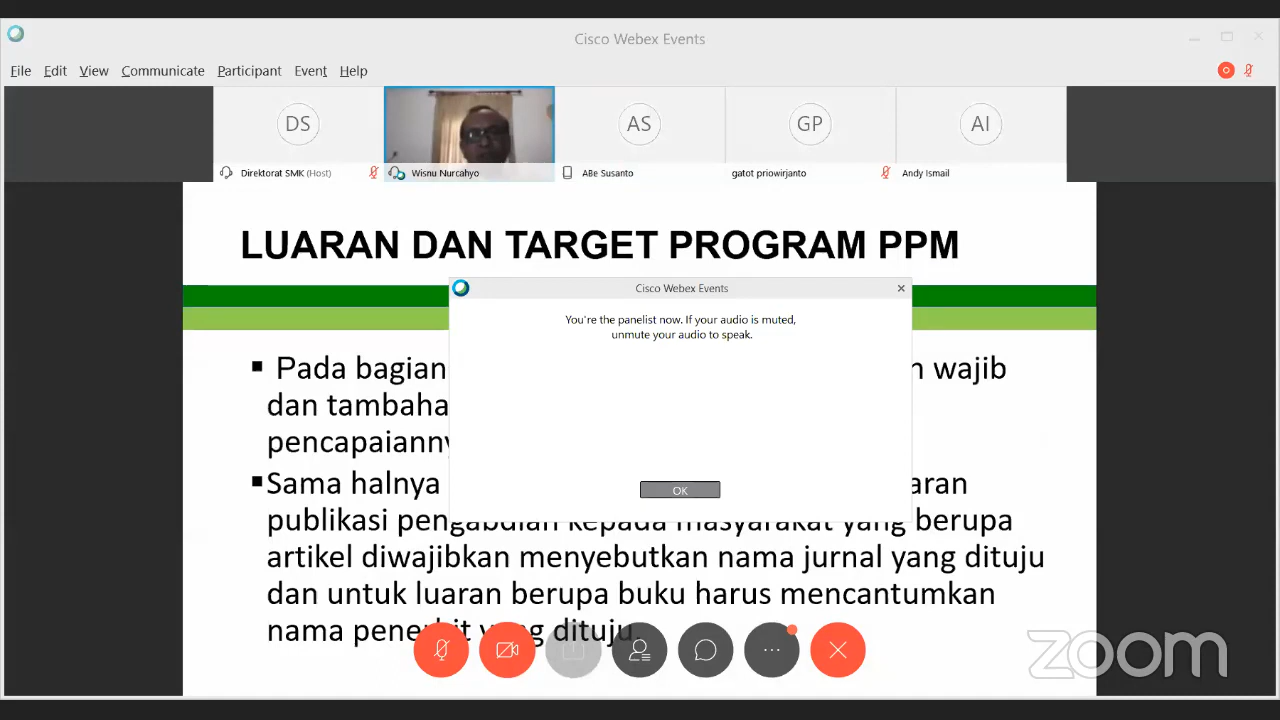 Cisco Webex Events
File Edit View Communicate Participant Event Help
DS AS GP AI
Direktorat SMK (Host) Wisnu Nurcahyo ABe Susanto gatot priowirjanto Andy Ismail
LUARAN DAN TARGET PROGRAM PPM
Cisco Webex Events
You're the panelist now. If your audio is muted,
unmute your audio to speak.
OK
Pada bagian wajib
dan
Sama halnya
publikasi pengabdian kepada masyarakat yang berupa
artikel diwajibkan menyebutkan nama jurnal yang dituju
dan untuk luaran berupa buku harus mencantumkan
nama penerbit yang dituju.
zoom